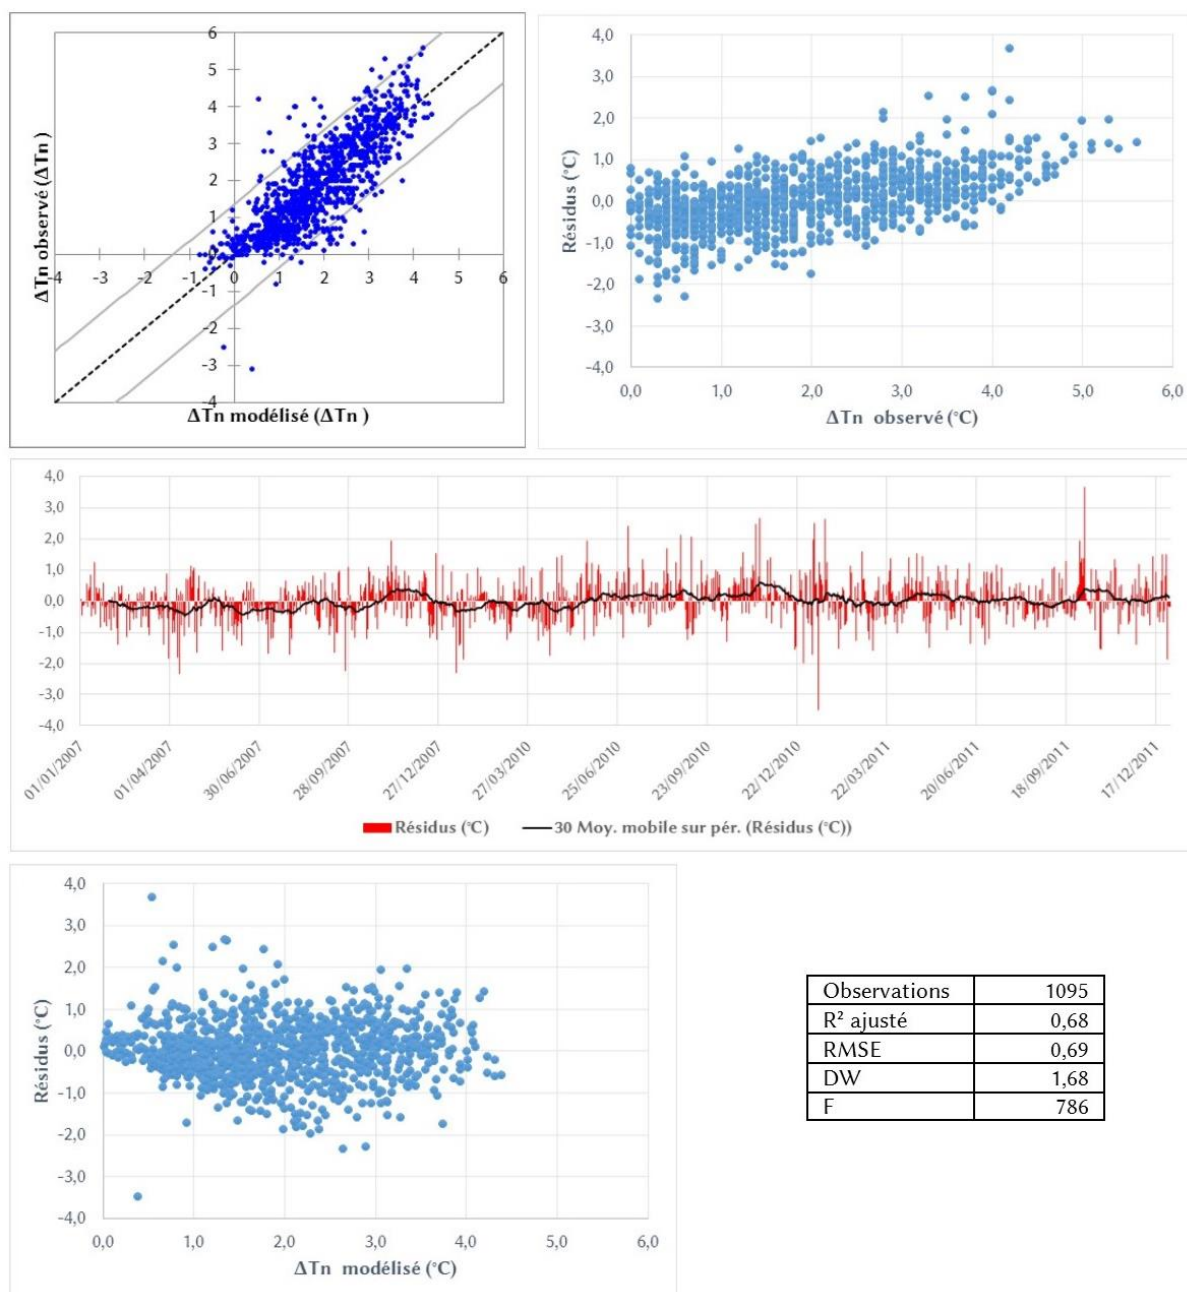 6
5
4
3
2
1
0
-4 -3 -2 -1 0 1 2 3 4 5 6
-1
-2
-3
-4
ΔTn observé (ΔTn )
ΔTn modélisé (ΔTn )
4,0
3,0
2,0
1,0
0,0
-1,0
-2,0
-3,0
-4,0
Résidus (°C)
0,0 1,0 2,0 3,0 4,0 5,0 6,0
ΔTn observé (°C)
4,0
3,0
2,0
1,0
0,0
-1,0
-2,0
-3,0
-4,0
01/01/2007 01/04/2007 30/06/2007 28/09/2007 27/12/2007 27/03/2010 25/06/2010 23/09/2010 22/12/2010 22/03/2011 20/06/2011 18/09/2011 17/12/2011
Résidus (°C) 30 Moy. mobile sur pér. (Résidus (°C))
4,0
3,0
2,0
1,0
0,0
-1,0
-2,0
-3,0
-4,0
Résidus (°C)
0,0 1,0 2,0 3,0 4,0 5,0 6,0
ΔTn modélisé (°C)
Observations 1095
R² ajusté 0,68
RMSE 0,69
DW 1,68
F 786